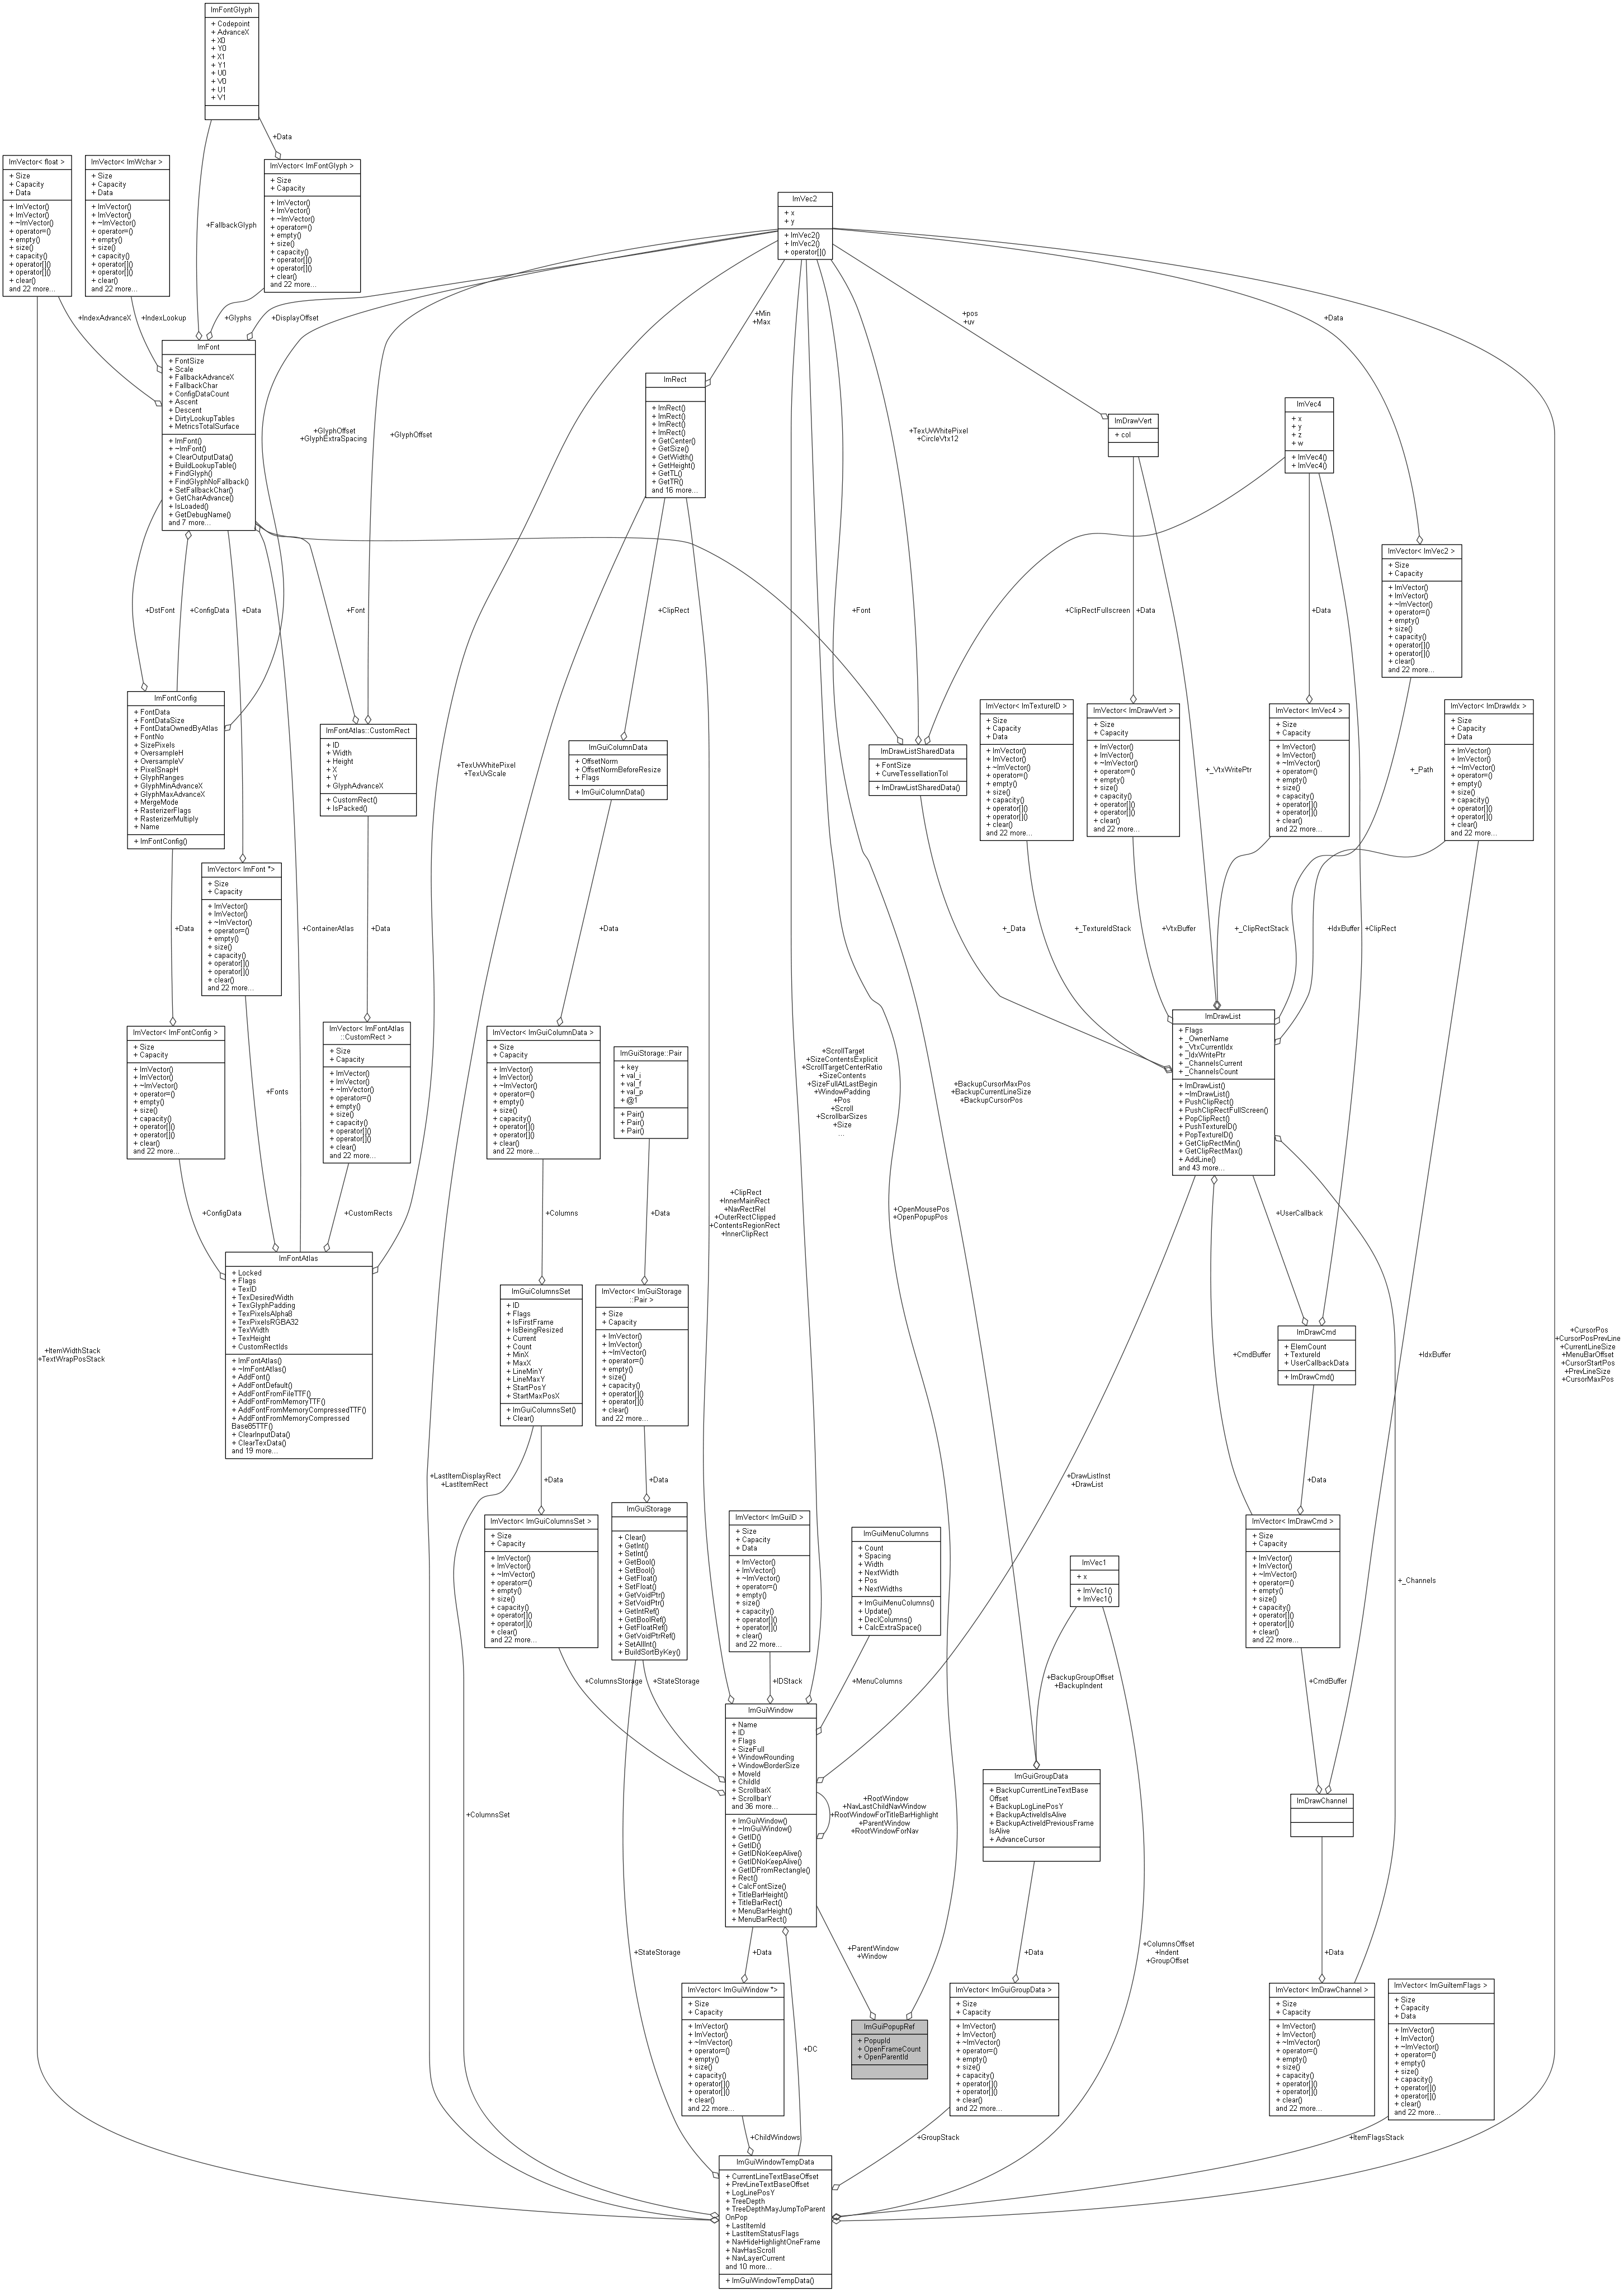 ImFontGlyph
+ Codepoint
+ AdvanceX
+ X0
+ Y0
+ X1
+ Y1
+ U0
+ V0
+ U1
+ V1
+Data
ImVector< float >
+ Size
+ Capacity
+ Data
+ ImVector()
+ ImVector()
+ ~ImVector()
+ operator=()
+ empty()
+ size()
+ capacity()
+ operator[]()
+ operator[]()
+ clear()
and 22 more...
ImVector< ImWchar >
+ Size
+ Capacity
+ Data
+ ImVector()
+ ImVector()
+ ~ImVector()
+ operator=()
+ empty()
+ size()
+ capacity()
+ operator[]()
+ operator[]()
+ clear()
and 22 more...
+FallbackGlyph
ImVector< ImFontGlyph >
+ Size
+ Capacity
+ ImVector()
+ ImVector()
+ ~ImVector()
+ operator=()
+ empty()
+ size()
+ capacity()
+ operator[]()
+ operator[]()
+ clear()
and 22 more...
ImVec2
+ x
+ y
+ ImVec2()
+ ImVec2()
+ operator[]()
+IndexAdvanceX
+IndexLookup
+Glyphs
+DisplayOffset
+Min
+Max
+pos
+uv
+Data
ImFont
+ FontSize
+ Scale
+ FallbackAdvanceX
+ FallbackChar
+ ConfigDataCount
+ Ascent
+ Descent
+ DirtyLookupTables
+ MetricsTotalSurface
+ ImFont()
+ ~ImFont()
+ ClearOutputData()
+ BuildLookupTable()
+ FindGlyph()
+ FindGlyphNoFallback()
+ SetFallbackChar()
+ GetCharAdvance()
+ IsLoaded()
+ GetDebugName()
and 7 more...
+GlyphOffset
+GlyphExtraSpacing
+GlyphOffset
ImRect
+ ImRect()
+ ImRect()
+ ImRect()
+ ImRect()
+ GetCenter()
+ GetSize()
+ GetWidth()
+ GetHeight()
+ GetTL()
+ GetTR()
and 16 more...
+TexUvWhitePixel
+CircleVtx12
ImDrawVert
+ col
ImVec4
+ x
+ y
+ z
+ w
+ ImVec4()
+ ImVec4()
ImVector< ImVec2 >
+ Size
+ Capacity
+ ImVector()
+ ImVector()
+ ~ImVector()
+ operator=()
+ empty()
+ size()
+ capacity()
+ operator[]()
+ operator[]()
+ clear()
and 22 more...
+DstFont
+ConfigData
+Data
+Font
+ClipRect
+Font
+ClipRectFullscreen
+Data
+Data
ImFontConfig
+ FontData
+ FontDataSize
+ FontDataOwnedByAtlas
+ FontNo
+ SizePixels
+ OversampleH
+ OversampleV
+ PixelSnapH
+ GlyphRanges
+ GlyphMinAdvanceX
+ GlyphMaxAdvanceX
+ MergeMode
+ RasterizerFlags
+ RasterizerMultiply
+ Name
+ ImFontConfig()
ImFontAtlas::CustomRect
+ ID
+ Width
+ Height
+ X
+ Y
+ GlyphAdvanceX
+ CustomRect()
+ IsPacked()
+TexUvWhitePixel
+TexUvScale
ImGuiColumnData
+ OffsetNorm
+ OffsetNormBeforeResize
+ Flags
+ ImGuiColumnData()
ImDrawListSharedData
+ FontSize
+ CurveTessellationTol
+ ImDrawListSharedData()
ImVector< ImTextureID >
+ Size
+ Capacity
+ Data
+ ImVector()
+ ImVector()
+ ~ImVector()
+ operator=()
+ empty()
+ size()
+ capacity()
+ operator[]()
+ operator[]()
+ clear()
and 22 more...
ImVector< ImDrawVert >
+ Size
+ Capacity
+ ImVector()
+ ImVector()
+ ~ImVector()
+ operator=()
+ empty()
+ size()
+ capacity()
+ operator[]()
+ operator[]()
+ clear()
and 22 more...
+_VtxWritePtr
ImVector< ImVec4 >
+ Size
+ Capacity
+ ImVector()
+ ImVector()
+ ~ImVector()
+ operator=()
+ empty()
+ size()
+ capacity()
+ operator[]()
+ operator[]()
+ clear()
and 22 more...
+_Path
ImVector< ImDrawIdx >
+ Size
+ Capacity
+ Data
+ ImVector()
+ ImVector()
+ ~ImVector()
+ operator=()
+ empty()
+ size()
+ capacity()
+ operator[]()
+ operator[]()
+ clear()
and 22 more...
ImVector< ImFont *>
+ Size
+ Capacity
+ ImVector()
+ ImVector()
+ ~ImVector()
+ operator=()
+ empty()
+ size()
+ capacity()
+ operator[]()
+ operator[]()
+ clear()
and 22 more...
+Data
+ContainerAtlas
+Data
+Data
+_Data
+_TextureIdStack
+VtxBuffer
+_ClipRectStack
+IdxBuffer
+ClipRect
ImVector< ImFontConfig >
+ Size
+ Capacity
+ ImVector()
+ ImVector()
+ ~ImVector()
+ operator=()
+ empty()
+ size()
+ capacity()
+ operator[]()
+ operator[]()
+ clear()
and 22 more...
+Fonts
ImVector< ImFontAtlas
::CustomRect >
+ Size
+ Capacity
+ ImVector()
+ ImVector()
+ ~ImVector()
+ operator=()
+ empty()
+ size()
+ capacity()
+ operator[]()
+ operator[]()
+ clear()
and 22 more...
ImVector< ImGuiColumnData >
+ Size
+ Capacity
+ ImVector()
+ ImVector()
+ ~ImVector()
+ operator=()
+ empty()
+ size()
+ capacity()
+ operator[]()
+ operator[]()
+ clear()
and 22 more...
ImGuiStorage::Pair
+ key
+ val_i
+ val_f
+ val_p
+ @1
+ Pair()
+ Pair()
+ Pair()
+ScrollTarget
+SizeContentsExplicit
+ScrollTargetCenterRatio
+SizeContents
+SizeFullAtLastBegin
+WindowPadding
+Pos
+Scroll
+ScrollbarSizes
+Size
...
+BackupCursorMaxPos
+BackupCurrentLineSize
+BackupCursorPos
ImDrawList
+ Flags
+ _OwnerName
+ _VtxCurrentIdx
+ _IdxWritePtr
+ _ChannelsCurrent
+ _ChannelsCount
+ ImDrawList()
+ ~ImDrawList()
+ PushClipRect()
+ PushClipRectFullScreen()
+ PopClipRect()
+ PushTextureID()
+ PopTextureID()
+ GetClipRectMin()
+ GetClipRectMax()
+ AddLine()
and 43 more...
+ConfigData
+CustomRects
+Columns
+Data
+ClipRect
+InnerMainRect
+NavRectRel
+OuterRectClipped
+ContentsRegionRect
+InnerClipRect
+OpenMousePos
+OpenPopupPos
+UserCallback
ImFontAtlas
+ Locked
+ Flags
+ TexID
+ TexDesiredWidth
+ TexGlyphPadding
+ TexPixelsAlpha8
+ TexPixelsRGBA32
+ TexWidth
+ TexHeight
+ CustomRectIds
+ ImFontAtlas()
+ ~ImFontAtlas()
+ AddFont()
+ AddFontDefault()
+ AddFontFromFileTTF()
+ AddFontFromMemoryTTF()
+ AddFontFromMemoryCompressedTTF()
+ AddFontFromMemoryCompressed
Base85TTF()
+ ClearInputData()
+ ClearTexData()
and 19 more...
+ItemWidthStack
+TextWrapPosStack
ImGuiColumnsSet
+ ID
+ Flags
+ IsFirstFrame
+ IsBeingResized
+ Current
+ Count
+ MinX
+ MaxX
+ LineMinY
+ LineMaxY
+ StartPosY
+ StartMaxPosX
+ ImGuiColumnsSet()
+ Clear()
ImVector< ImGuiStorage
::Pair >
+ Size
+ Capacity
+ ImVector()
+ ImVector()
+ ~ImVector()
+ operator=()
+ empty()
+ size()
+ capacity()
+ operator[]()
+ operator[]()
+ clear()
and 22 more...
+CmdBuffer
ImDrawCmd
+ ElemCount
+ TextureId
+ UserCallbackData
+ ImDrawCmd()
+IdxBuffer
+CursorPos
+CursorPosPrevLine
+CurrentLineSize
+MenuBarOffset
+CursorStartPos
+PrevLineSize
+CursorMaxPos
+LastItemDisplayRect
+LastItemRect
+Data
+Data
+DrawListInst
+DrawList
+Data
ImVector< ImGuiColumnsSet >
+ Size
+ Capacity
+ ImVector()
+ ImVector()
+ ~ImVector()
+ operator=()
+ empty()
+ size()
+ capacity()
+ operator[]()
+ operator[]()
+ clear()
and 22 more...
ImGuiStorage
+ Clear()
+ GetInt()
+ SetInt()
+ GetBool()
+ SetBool()
+ GetFloat()
+ SetFloat()
+ GetVoidPtr()
+ SetVoidPtr()
+ GetIntRef()
+ GetBoolRef()
+ GetFloatRef()
+ GetVoidPtrRef()
+ SetAllInt()
+ BuildSortByKey()
ImVector< ImGuiID >
+ Size
+ Capacity
+ Data
+ ImVector()
+ ImVector()
+ ~ImVector()
+ operator=()
+ empty()
+ size()
+ capacity()
+ operator[]()
+ operator[]()
+ clear()
and 22 more...
ImGuiMenuColumns
+ Count
+ Spacing
+ Width
+ NextWidth
+ Pos
+ NextWidths
+ ImGuiMenuColumns()
+ Update()
+ DeclColumns()
+ CalcExtraSpace()
ImVec1
+ x
+ ImVec1()
+ ImVec1()
ImVector< ImDrawCmd >
+ Size
+ Capacity
+ ImVector()
+ ImVector()
+ ~ImVector()
+ operator=()
+ empty()
+ size()
+ capacity()
+ operator[]()
+ operator[]()
+ clear()
and 22 more...
+_Channels
+ColumnsStorage
+StateStorage
+IDStack
+MenuColumns
+BackupGroupOffset
+BackupIndent
+CmdBuffer
ImGuiWindow
+ Name
+ ID
+ Flags
+ SizeFull
+ WindowRounding
+ WindowBorderSize
+ MoveId
+ ChildId
+ ScrollbarX
+ ScrollbarY
and 36 more...
+ ImGuiWindow()
+ ~ImGuiWindow()
+ GetID()
+ GetID()
+ GetIDNoKeepAlive()
+ GetIDNoKeepAlive()
+ GetIDFromRectangle()
+ Rect()
+ CalcFontSize()
+ TitleBarHeight()
+ TitleBarRect()
+ MenuBarHeight()
+ MenuBarRect()
+RootWindow
+NavLastChildNavWindow
+RootWindowForTitleBarHighlight
+ParentWindow
+RootWindowForNav
ImGuiGroupData
+ BackupCurrentLineTextBase
Offset
+ BackupLogLinePosY
+ BackupActiveIdIsAlive
+ BackupActiveIdPreviousFrame
IsAlive
+ AdvanceCursor
ImDrawChannel
+ColumnsSet
+StateStorage
+Data
+ParentWindow
+Window
+Data
+ColumnsOffset
+Indent
+GroupOffset
+Data
ImVector< ImGuiWindow *>
+ Size
+ Capacity
+ ImVector()
+ ImVector()
+ ~ImVector()
+ operator=()
+ empty()
+ size()
+ capacity()
+ operator[]()
+ operator[]()
+ clear()
and 22 more...
+DC
ImGuiPopupRef
+ PopupId
+ OpenFrameCount
+ OpenParentId
ImVector< ImGuiGroupData >
+ Size
+ Capacity
+ ImVector()
+ ImVector()
+ ~ImVector()
+ operator=()
+ empty()
+ size()
+ capacity()
+ operator[]()
+ operator[]()
+ clear()
and 22 more...
ImVector< ImDrawChannel >
+ Size
+ Capacity
+ ImVector()
+ ImVector()
+ ~ImVector()
+ operator=()
+ empty()
+ size()
+ capacity()
+ operator[]()
+ operator[]()
+ clear()
and 22 more...
ImVector< ImGuiItemFlags >
+ Size
+ Capacity
+ Data
+ ImVector()
+ ImVector()
+ ~ImVector()
+ operator=()
+ empty()
+ size()
+ capacity()
+ operator[]()
+ operator[]()
+ clear()
and 22 more...
+ChildWindows
+GroupStack
+ItemFlagsStack
ImGuiWindowTempData
+ CurrentLineTextBaseOffset
+ PrevLineTextBaseOffset
+ LogLinePosY
+ TreeDepth
+ TreeDepthMayJumpToParent
OnPop
+ LastItemId
+ LastItemStatusFlags
+ NavHideHighlightOneFrame
+ NavHasScroll
+ NavLayerCurrent
and 10 more...
+ ImGuiWindowTempData()